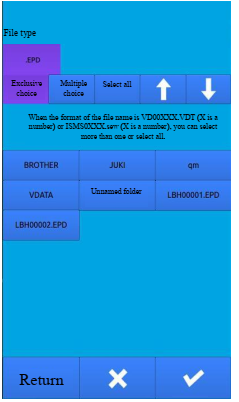 File type
.EPD
Exclusive
choice
Multiple
choice
Select all
When the format of the file name is VD00XXX.VDT (X is a
number) or ISMS0XXX.sew (X is a number), you can select
more than one or select all.
BROTHER
JUKI
qm
VDATA
Unnamed folder
LBH00001.EPD
LBH00002.EPD
Return